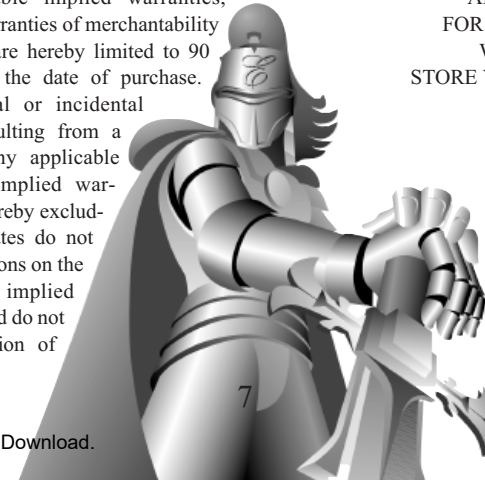 able implied warranties,
rranties of merchantability
are hereby limited to 90
the date of purchase.
al or incidental
ulting from a
ny applicable
implied war-
reby exclud-
tes do not
ons on the
implied
d do not
ion of
FOR
STORE
E
7
Download.